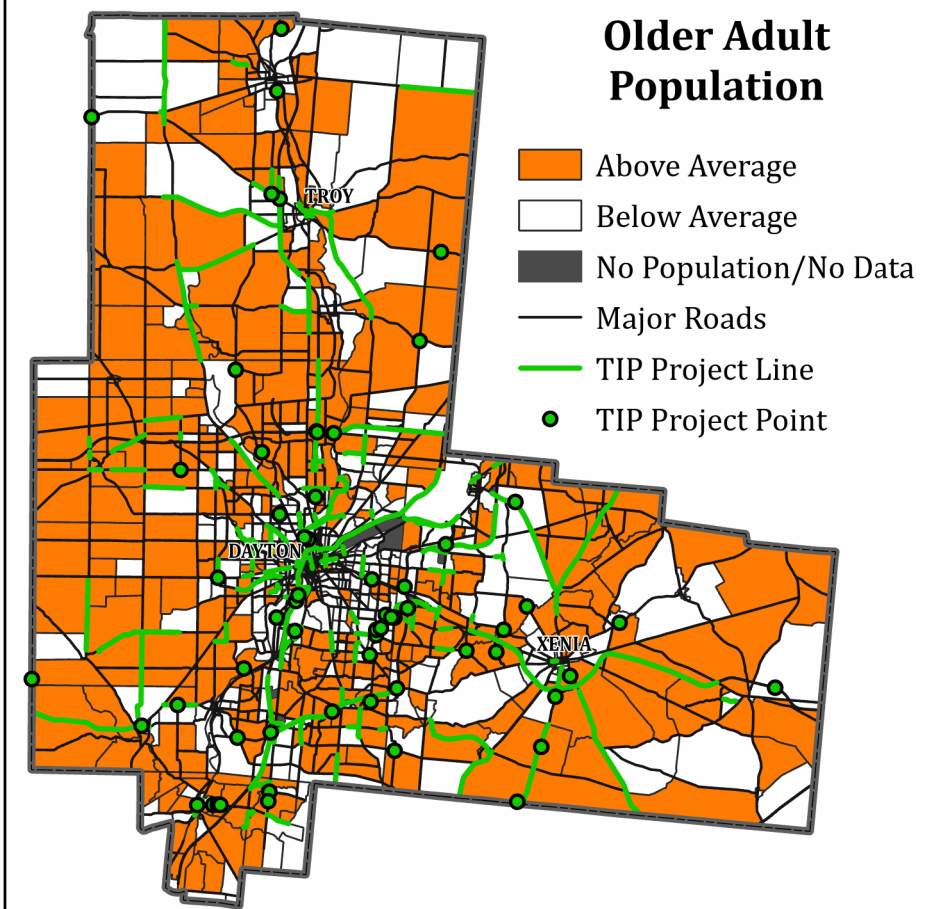 Older Adult
Population
Above Average
Below Average
No Population/No Data
Major Roads
TIP Project Line
TIP Project Point
TROY
DAYTON
XENIA